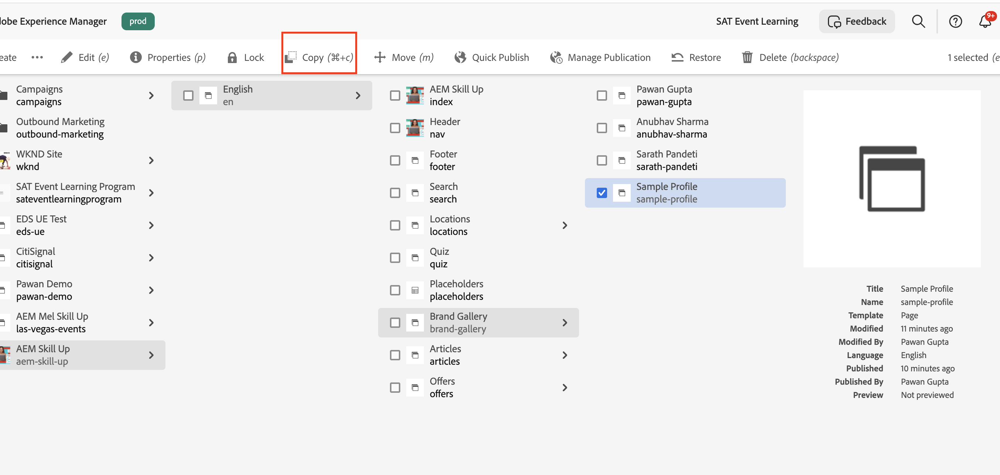 dobe Experience Manager
prod
SAT Event Learning
Feedback
9+
eate
Edit (e)
Properties (p)
Lock
Copy (⌘+c)
Move (m)
Quick Publish
Manage Publication
Restore
Delete (backspace)
1 selected (e
Campaigns
campaigns
Outbound Marketing
outbound-marketing
WKND Site
wknd
SAT Event Learning Program
sateventlearningprogram
EDS UE Test
eds-ue
CitiSignal
citisignal
Pawan Demo
pawan-demo
AEM Mel Skill Up
las-vegas-events
AEM Skill Up
aem-skill-up
English
en
AEM Skill Up
index
Header
nav
Footer
footer
Search
search
Locations
locations
Quiz
quiz
Placeholders
placeholders
Brand Gallery
brand-gallery
Articles
articles
Offers
offers
Pawan Gupta
pawan-gupta
Anubhav Sharma
anubhav-sharma
Sarath Pandeti
sarath-pandeti
Sample Profile
sample-profile
Title Sample Profile
Name sample-profile
Template Page
Modified 11 minutes ago
Modified By Pawan Gupta
Language English
Published 10 minutes ago
Published By Pawan Gupta
Preview Not previewed